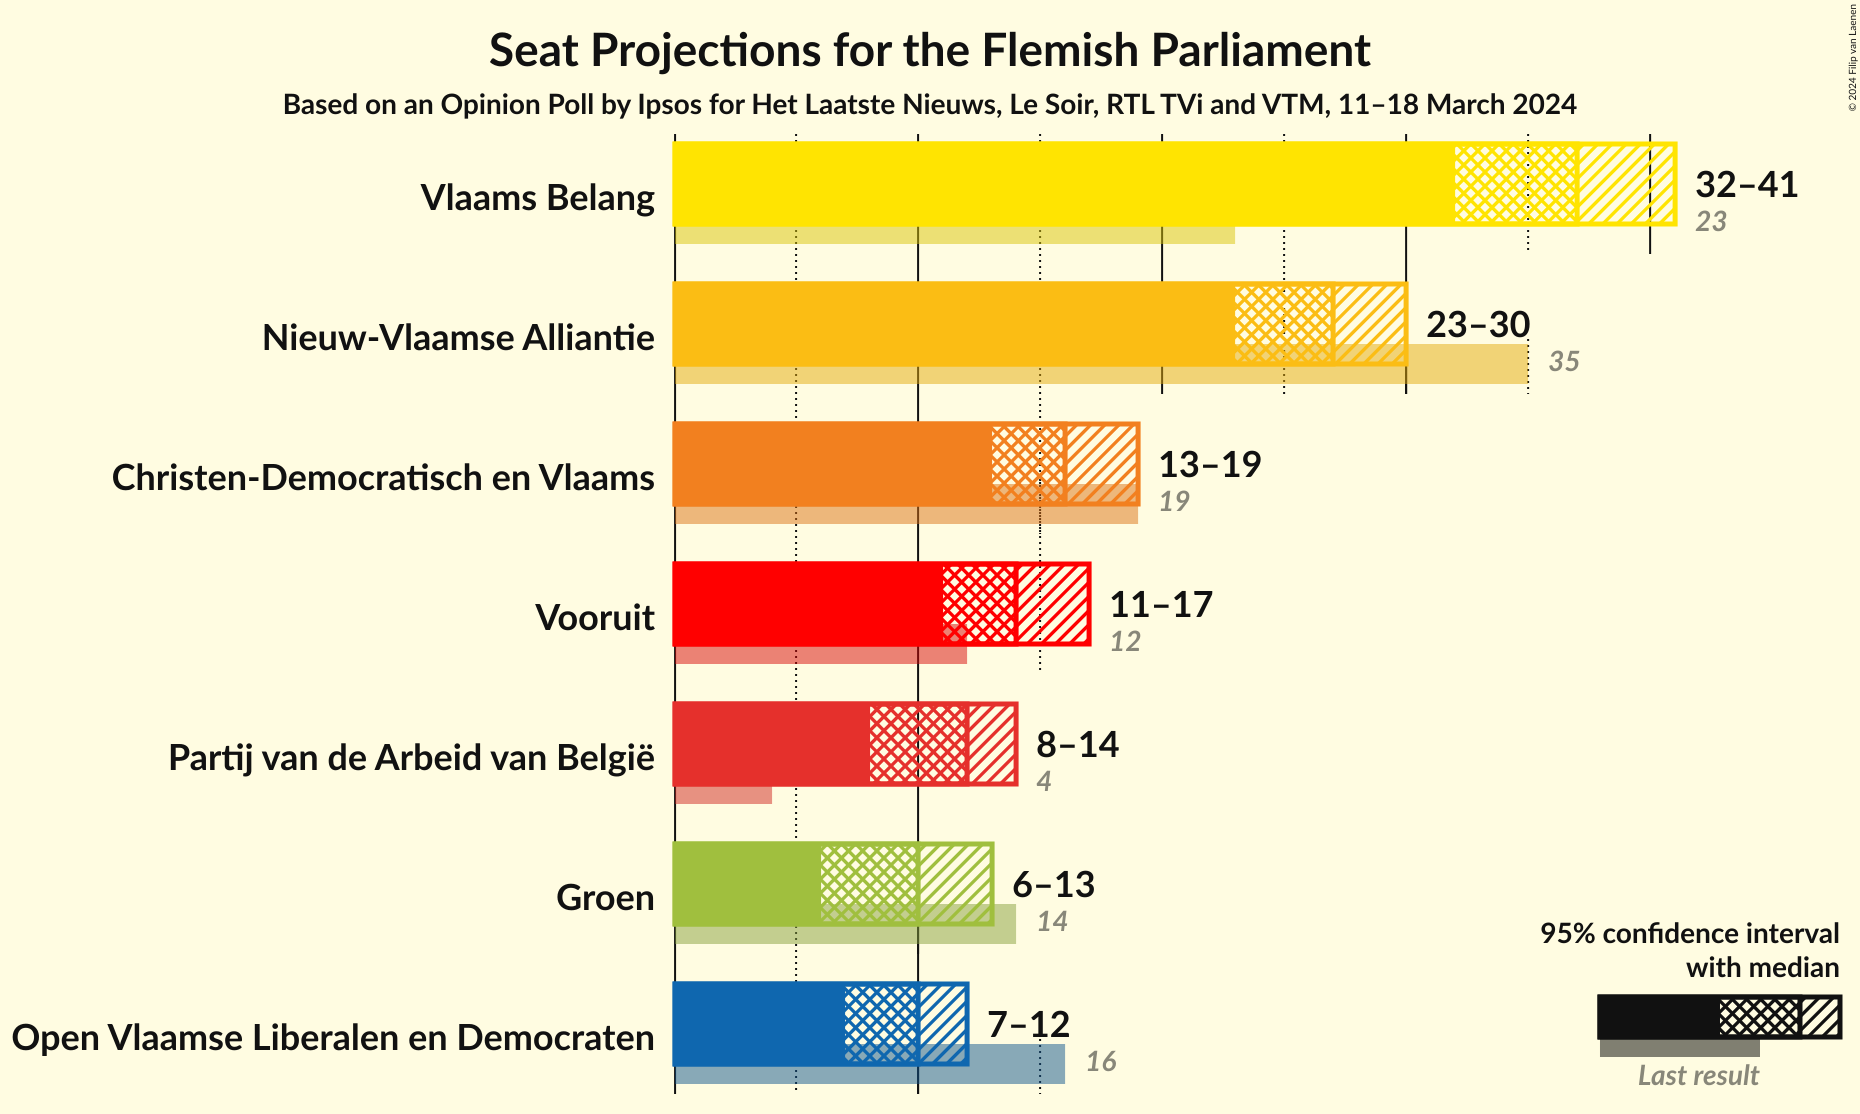 Seat Projections for the Flemish Parliament
Based on an Opinion Poll by Ipsos for Het Laatste Nieuws, Le Soir, RTL TVi and VTM, 11–18 March 2024
© 2024 Filip van Laenen
Vlaams Belang
32–41
23
Nieuw-Vlaamse Alliantie
23–30
35
Christen-Democratisch en Vlaams
13–19
19
Vooruit
11–17
12
Partij van de Arbeid van België
8–14
4
Groen
6–13
14
Open Vlaamse Liberalen en Democraten
7–12
16
95% confidence interval
with median
Last result